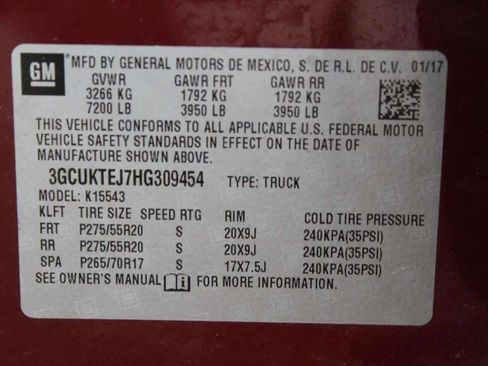 GM
MFD BY GENERAL MOTORS DE MEXICO, S. DE R.L. DE C.V. 01/17
GVWR GAWR FRT GAWR RR
3266 KG 1792 KG 1792 KG
7200 LB 3950 LB 3950 LB
THIS VEHICLE CONFORMS TO ALL APPLICABLE U.S. FEDERAL MOTOR
VEHICLE SAFETY STANDARDS IN EFFECT ON THE DATE OF
MANUFACTURE SHOWN ABOVE.
3GCUKTEJ7HG309454 TYPE: TRUCK
MODEL: K15543
KLFT TIRE SIZE SPEED RTG RIM COLD TIRE PRESSURE
FRT P275/55R20 S 20X9J 240KPA(35PSI)
RR P275/55R20 S 20X9J 240KPA(35PSI)
SPA P265/70R17 S 17X7.5J 240KPA(35PSI)
SEE OWNER'S MANUAL FOR MORE INFORMATION.